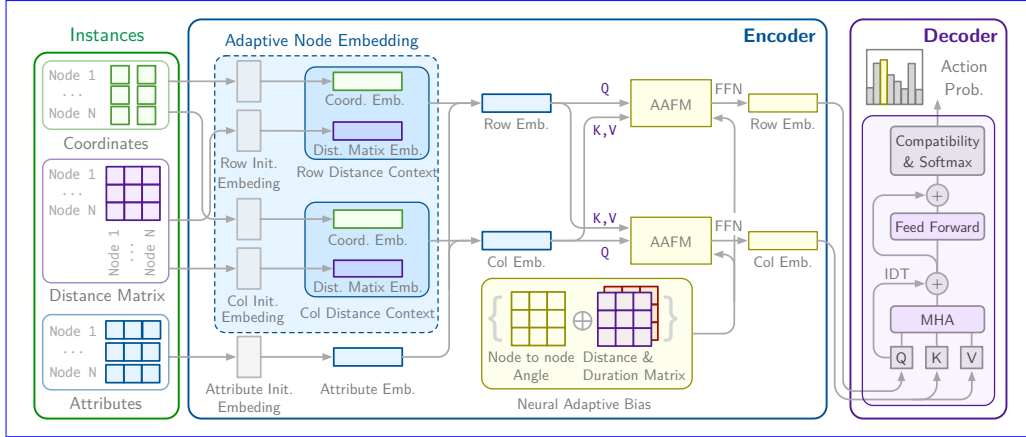 Instances
Node 1
...
Node N
Coordinates
Node 1
...
Node N
Node 1
...
Node N
Distance Matrix
Node 1
...
Node N
Attributes
Encoder
Adaptive Node Embedding
Coord. Emb.
Dist. Matix Emb.
Row Distance Context
Row Init.
Embeding
Coord. Emb.
Dist. Matix Emb.
Col Distance Context
Col Init.
Embeding
Attribute Init.
Embeding
Attribute Emb.
Row Emb.
Col Emb.
Q
K,V
AAFM
FFN
Row Emb.
K,V
Q
AAFM
FFN
Col Emb.
{ ⊕ }
Node to node
Angle
Distance &
Duration Matrix
Neural Adaptive Bias
Decoder
Action
Prob.
Compatibility
& Softmax
+
Feed Forward
IDT
+
MHA
Q K V